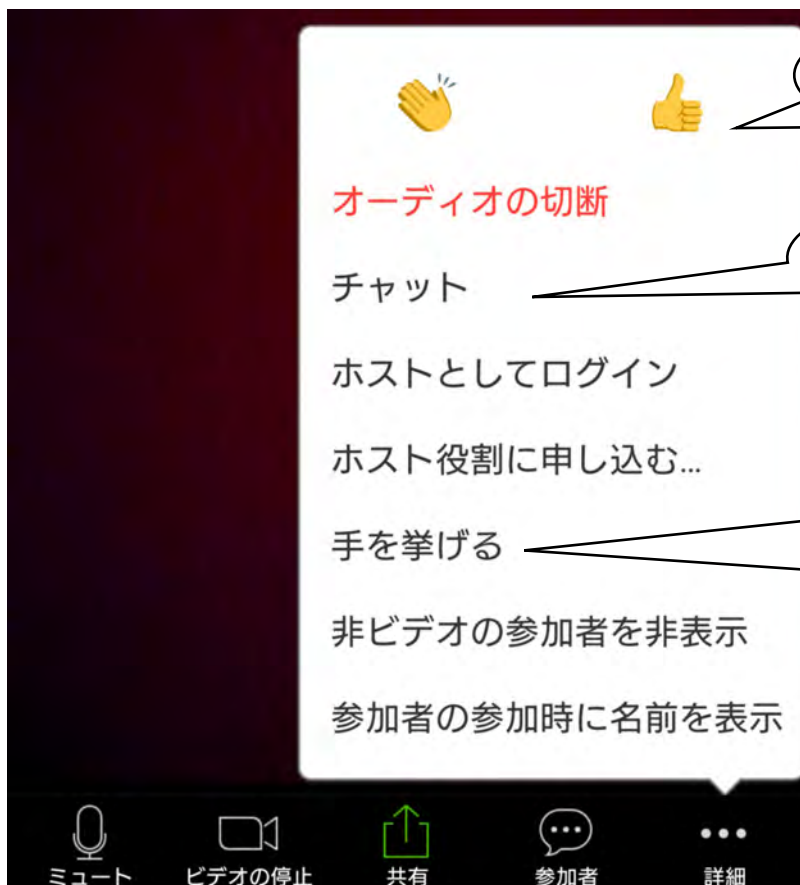 オーディオの切断
チャット
ホストとしてログイン
ホスト役割に申し込む...
手を挙げる
非ビデオの参加者を非表示
参加者の参加時に名前を表示
ミュート ビデオの停止 共有 参加者 詳細